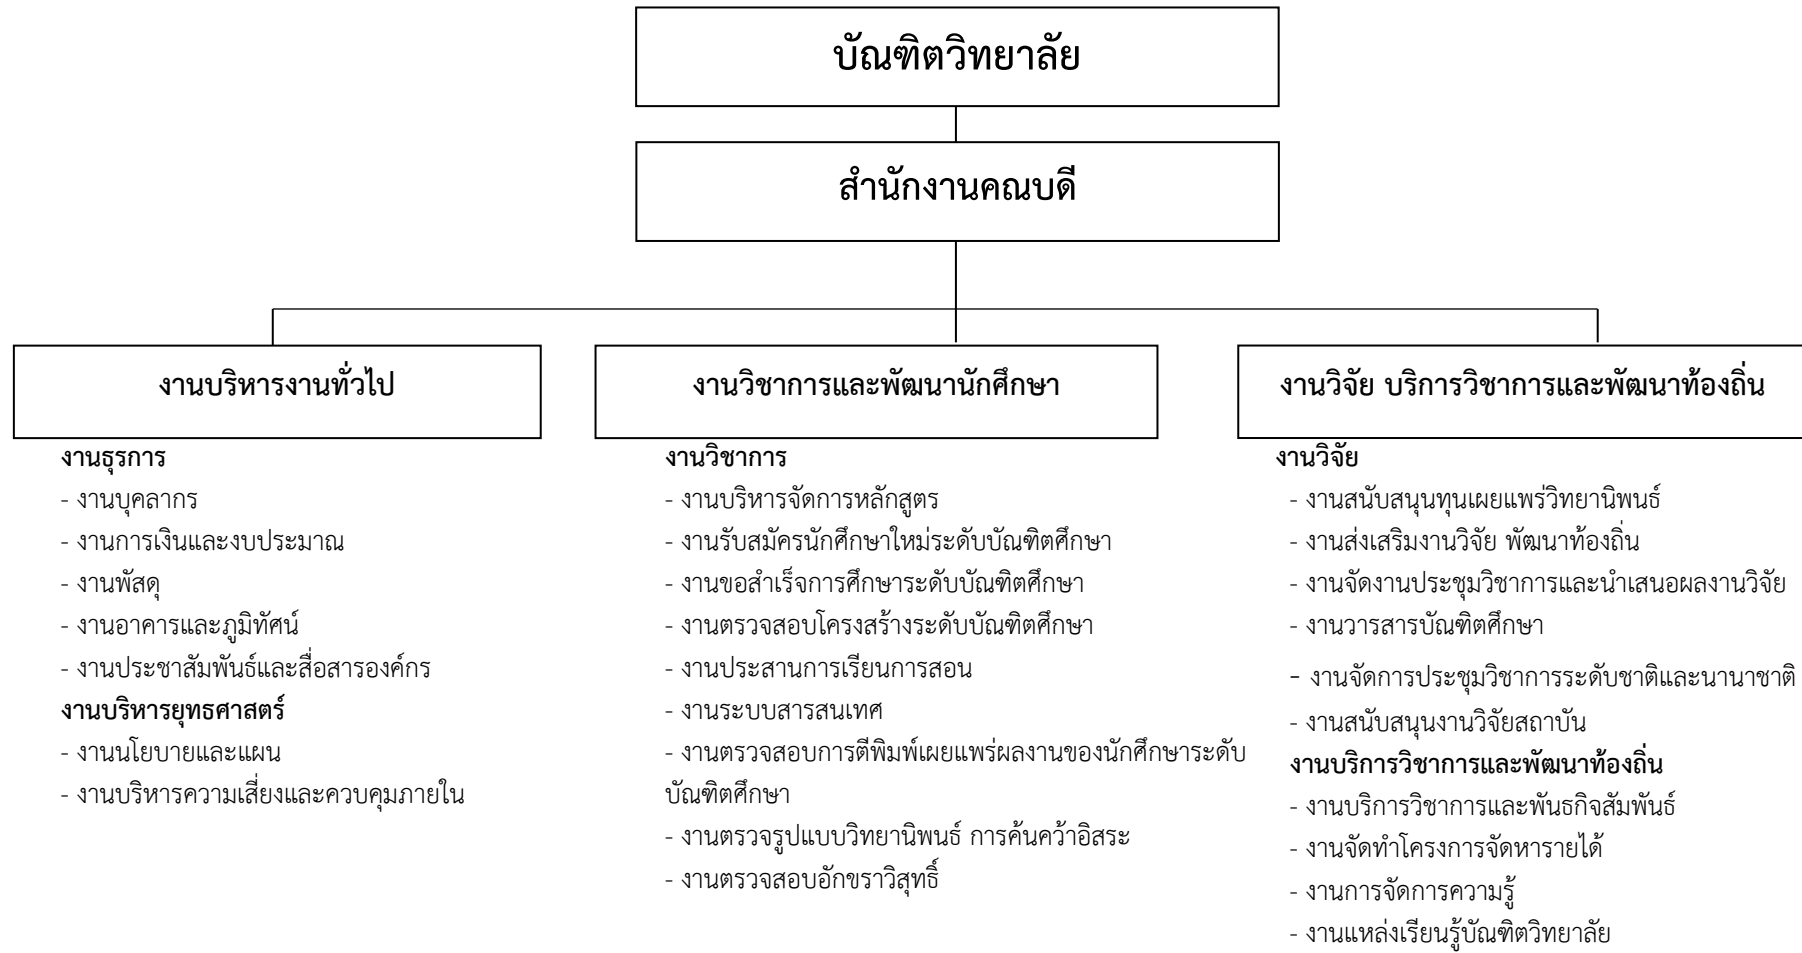 บัณฑิตวิทยาลัย
สำนักงานคณบดี
งานบริหารงานทั่วไป
งานธุรการ
- งานบุคลากร
- งานการเงินและงบประมาณ
- งานพัสดุ
- งานอาคารและภูมิทัศน์
- งานประชาสัมพันธ์และสื่อสารองค์กร
งานบริหารยุทธศาสตร์
- งานนโยบายและแผน
- งานบริหารความเสี่ยงและควบคุมภายใน
งานวิชาการและพัฒนานักศึกษา
งานวิชาการ
- งานบริหารจัดการหลักสูตร
- งานรับสมัครนักศึกษาใหม่ระดับบัณฑิตศึกษา
- งานขอสำเร็จการศึกษาระดับบัณฑิตศึกษา
- งานตรวจสอบโครงสร้างระดับบัณฑิตศึกษา
- งานประสานการเรียนการสอน
- งานระบบสารสนเทศ
- งานตรวจสอบการตีพิมพ์เผยแพร่ผลงานของนักศึกษาระดับ
บัณฑิตศึกษา
- งานตรวจรูปแบบวิทยานิพนธ์ การค้นคว้าอิสระ
- งานตรวจสอบอักขราวิสุทธิ์
งานวิจัย บริการวิชาการและพัฒนาท้องถิ่น
งานวิจัย
- งานสนับสนุนทุนเผยแพร่วิทยานิพนธ์
- งานส่งเสริมงานวิจัย พัฒนาท้องถิ่น
- งานจัดงานประชุมวิชาการและนำเสนอผลงานวิจัย
- งานวารสารบัณฑิตศึกษา
- งานจัดการประชุมวิชาการระดับชาติและนานาชาติ
- งานสนับสนุนงานวิจัยสถาบัน
งานบริการวิชาการและพัฒนาท้องถิ่น
- งานบริการวิชาการและพันธกิจสัมพันธ์
- งานจัดทำโครงการจัดหารายได้
- งานการจัดการความรู้
- งานแหล่งเรียนรู้บัณฑิตวิทยาลัย